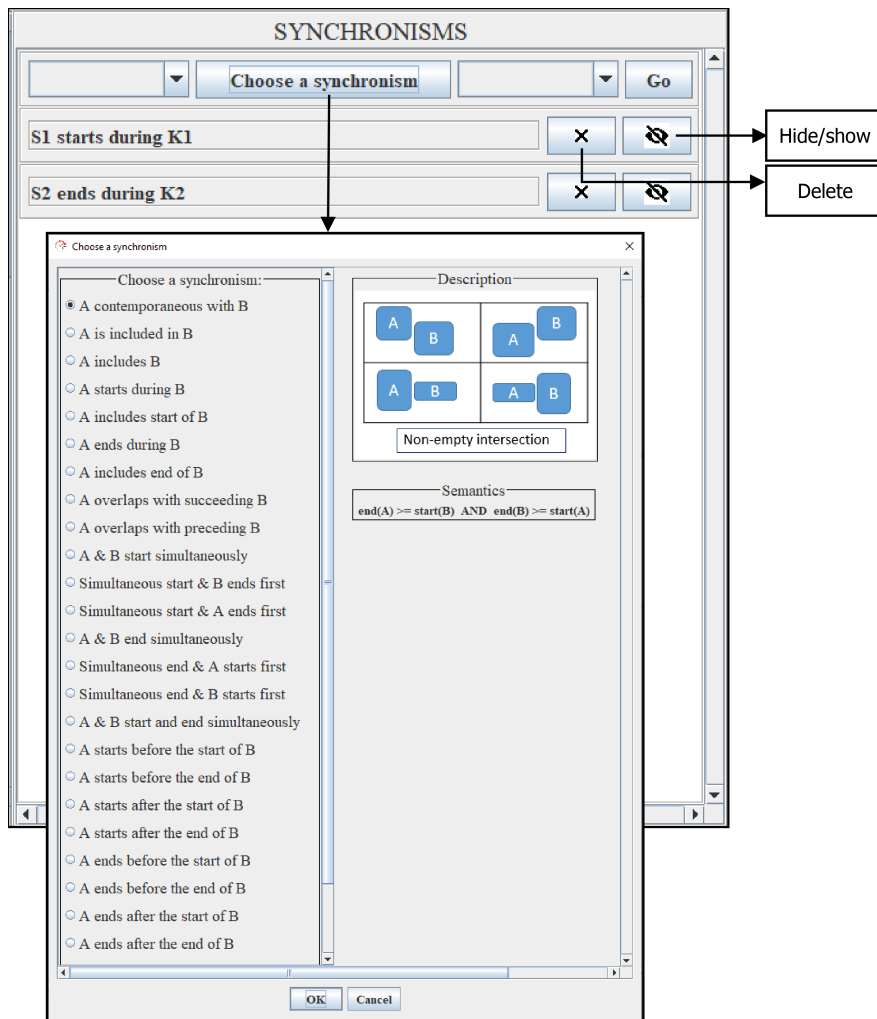 SYNCHRONISMS
Choose a synchronism
Go
S1 starts during K1
Hide/show
S2 ends during K2
Delete
Choose a synchronism
Choose a synchronism:
A contemporaneous with B
A is included in B
A includes B
A starts during B
A includes start of B
A ends during B
A includes end of B
A overlaps with succeeding B
A overlaps with preceding B
A & B start simultaneously
Simultaneous start & B ends first
Simultaneous start & A ends first
A & B end simultaneously
Simultaneous end & A starts first
Simultaneous end & B starts first
A & B start and end simultaneously
A starts before the start of B
A starts before the end of B
A starts after the start of B
A starts after the end of B
A ends before the start of B
A ends before the end of B
A ends after the start of B
A ends after the end of B
Description
A B A B
A B A B
Non-empty intersection
Semantics
end(A) >= start(B) AND end(B) >= start(A)
OK Cancel